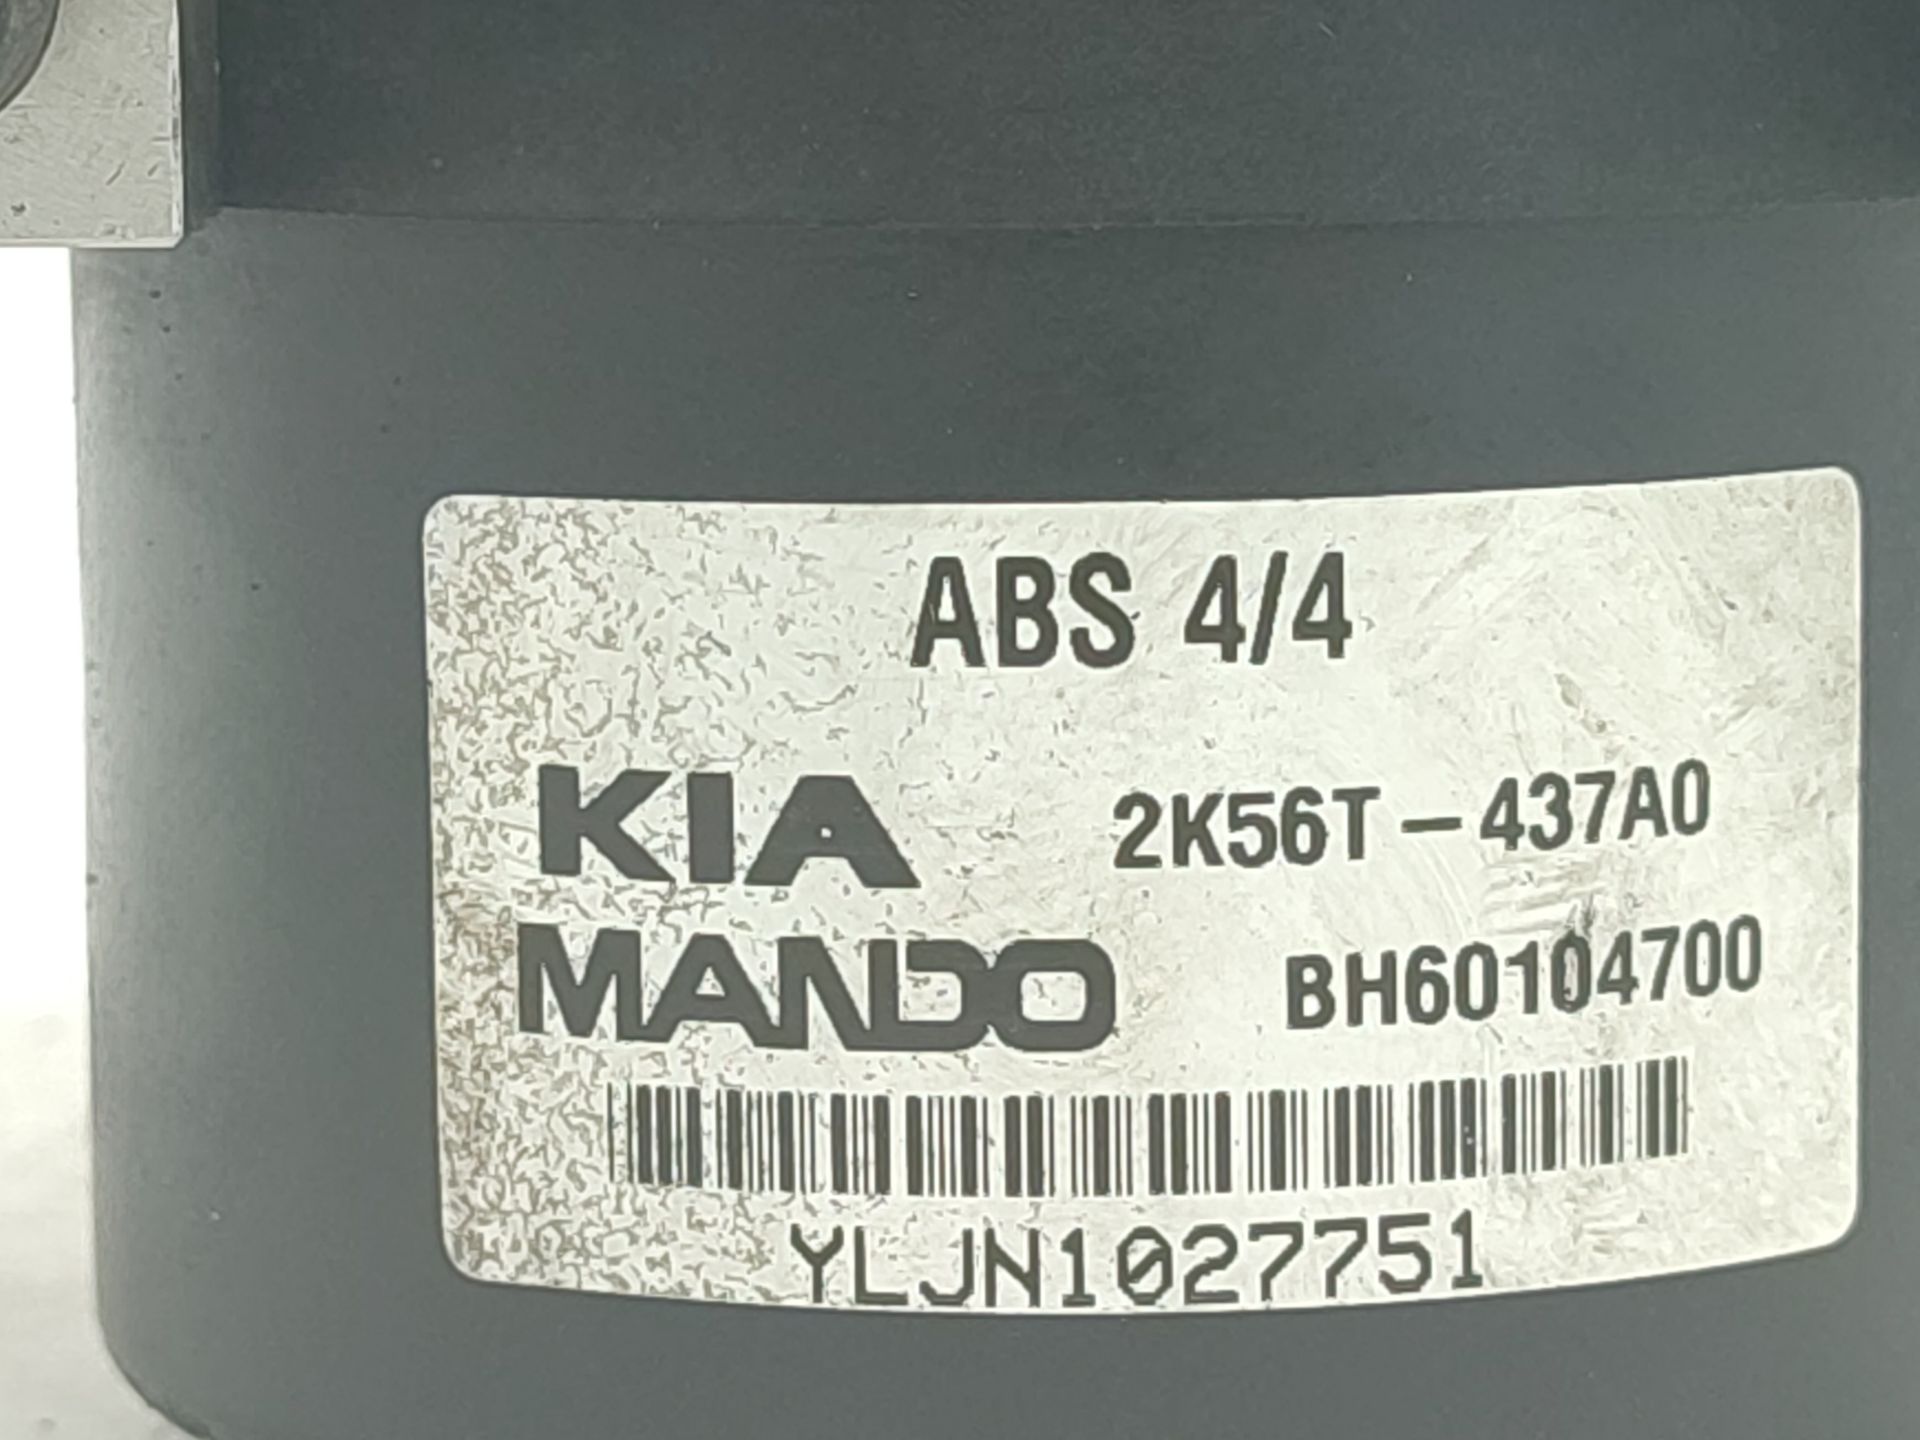 ABS 4/4
KIA 2K56T-437A0
MANDO BH60104700
YLJN1027751